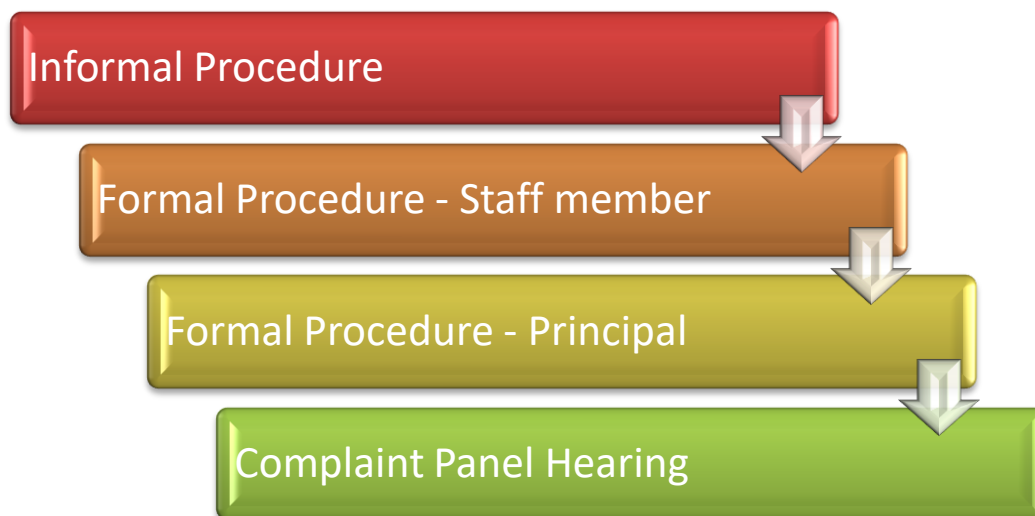 Informal Procedure
Formal Procedure - Staff member
Formal Procedure - Principal
Complaint Panel Hearing